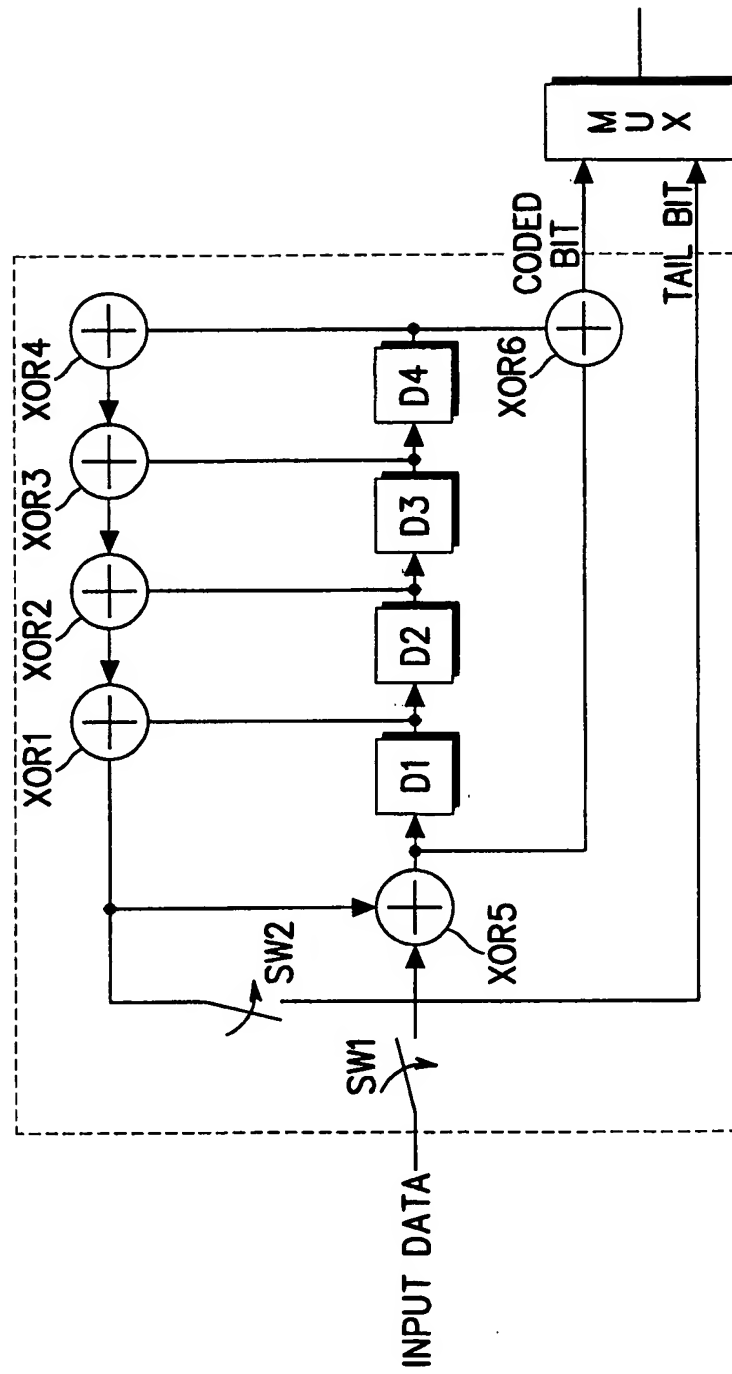 XOR1
XOR2
XOR3
XOR4
SW2
D1
D2
D3
D4
INPUT DATA
SW1
XOR5
XOR6
CODED
BIT
TAIL BIT
M
U
X